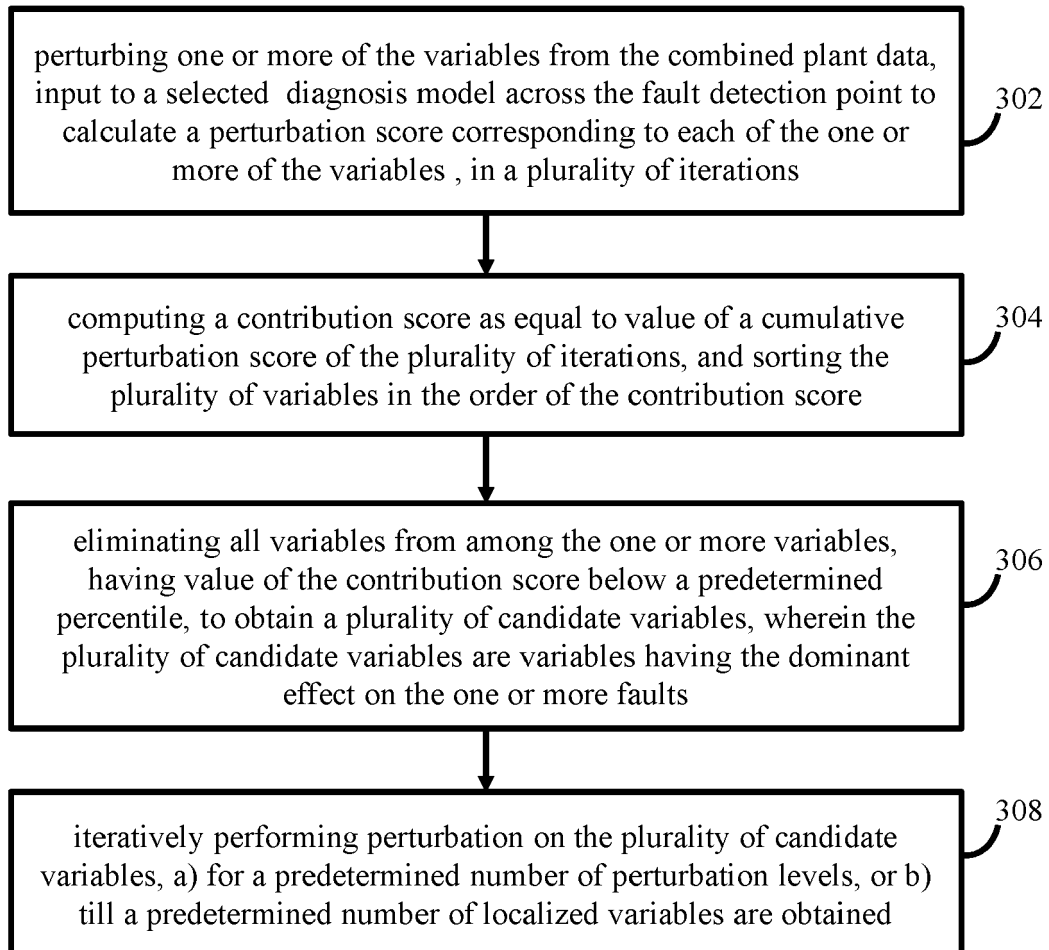 perturbing one or more of the variables from the combined plant data,
input to a selected diagnosis model across the fault detection point to
calculate a perturbation score corresponding to each of the one or
more of the variables , in a plurality of iterations
302
computing a contribution score as equal to value of a cumulative
perturbation score of the plurality of iterations, and sorting the
plurality of variables in the order of the contribution score
304
eliminating all variables from among the one or more variables,
having value of the contribution score below a predetermined
percentile, to obtain a plurality of candidate variables, wherein the
plurality of candidate variables are variables having the dominant
effect on the one or more faults
306
iteratively performing perturbation on the plurality of candidate
variables, a) for a predetermined number of perturbation levels, or b)
till a predetermined number of localized variables are obtained
308